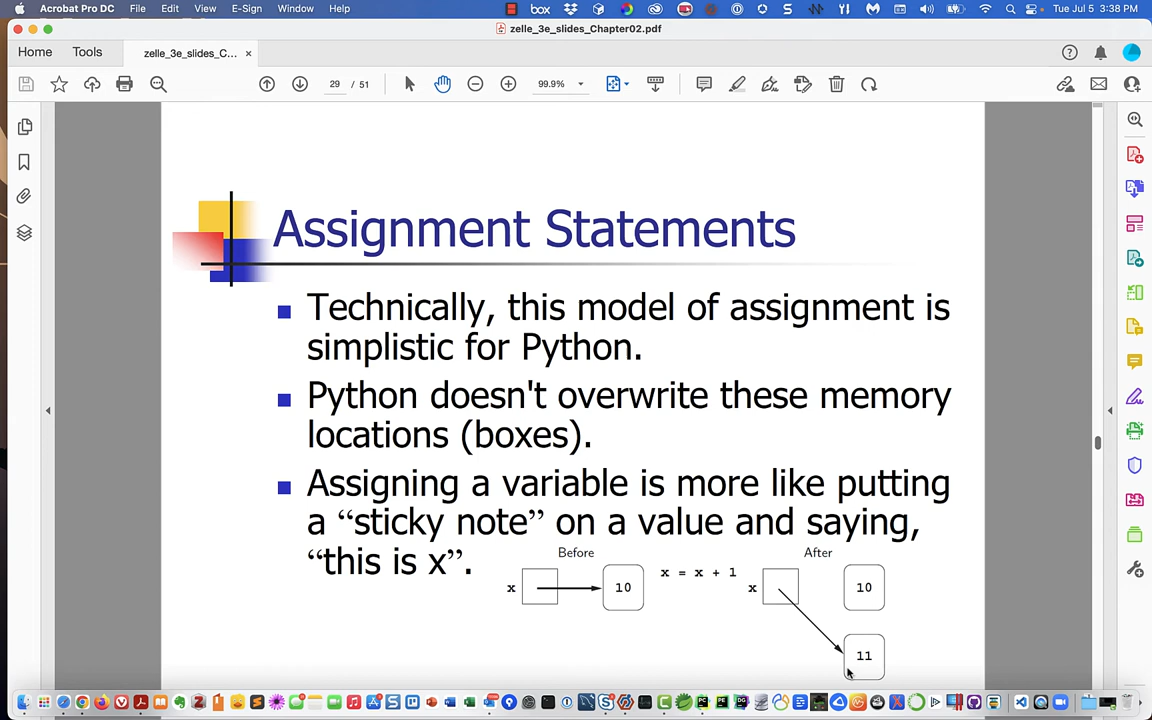 Acrobat Pro DC File Edit View E-Sign Window Help box Tue Jul 5 3:38 PM
zelle_3e_slides_Chapter02.pdf
Home Tools zelle_3e_slides_C... ×
29 / 51 99.9%
Assignment Statements
Technically, this model of assignment is
simplistic for Python.
Python doesn't overwrite these memory
locations (boxes).
Assigning a variable is more like putting
a “sticky note” on a value and saying,
“this is x”.
Before After
x 10 x = x + 1 x 10
11